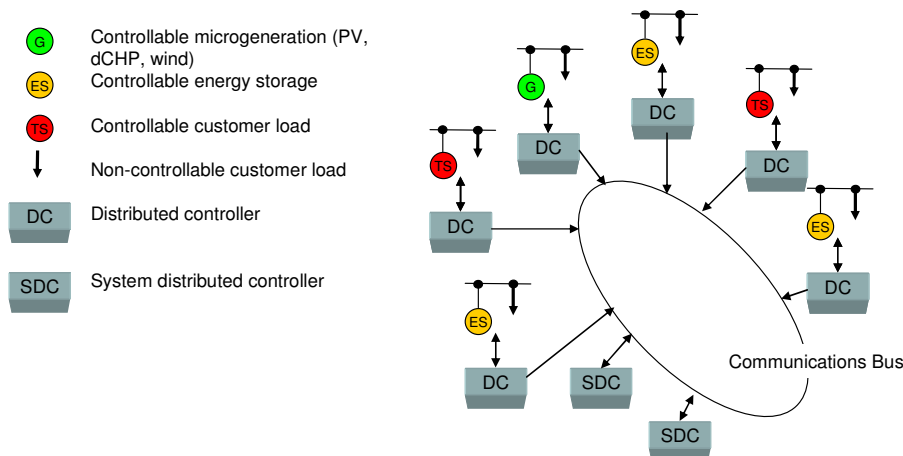 G
Controllable microgeneration (PV,
dCHP, wind)
ES
Controllable energy storage
TS
Controllable customer load
Non-controllable customer load
DC
Distributed controller
SDC
System distributed controller
ES
DC
G
DC
TS
DC
TS
DC
ES
DC
ES
DC
SDC
SDC
Communications Bus